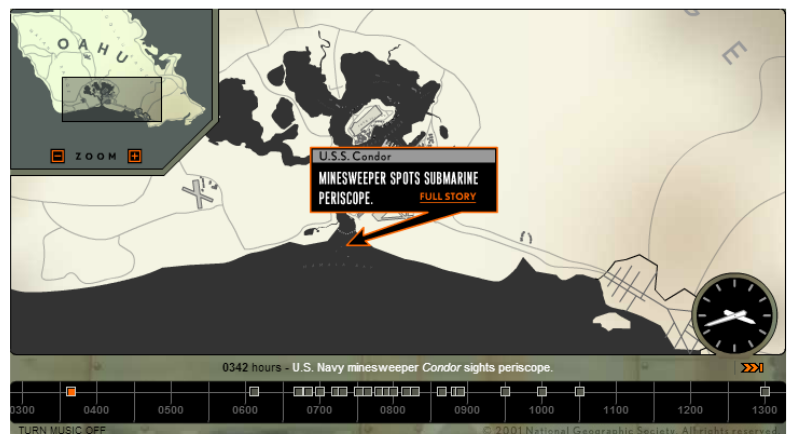 OAHU
E
ZOOM
U.S.S. Condor
MINESWEEPER SPOTS SUBMARINE
PERISCOPE.
FULL STORY
0342 hours - U.S. Navy minesweeper Condor sights periscope.
0300 0400 0500 0600 0700 0800 0900 1000 1100 1200 1300
TURN MUSIC OFF
© 2001 National Geographic Society. All rights reserved.